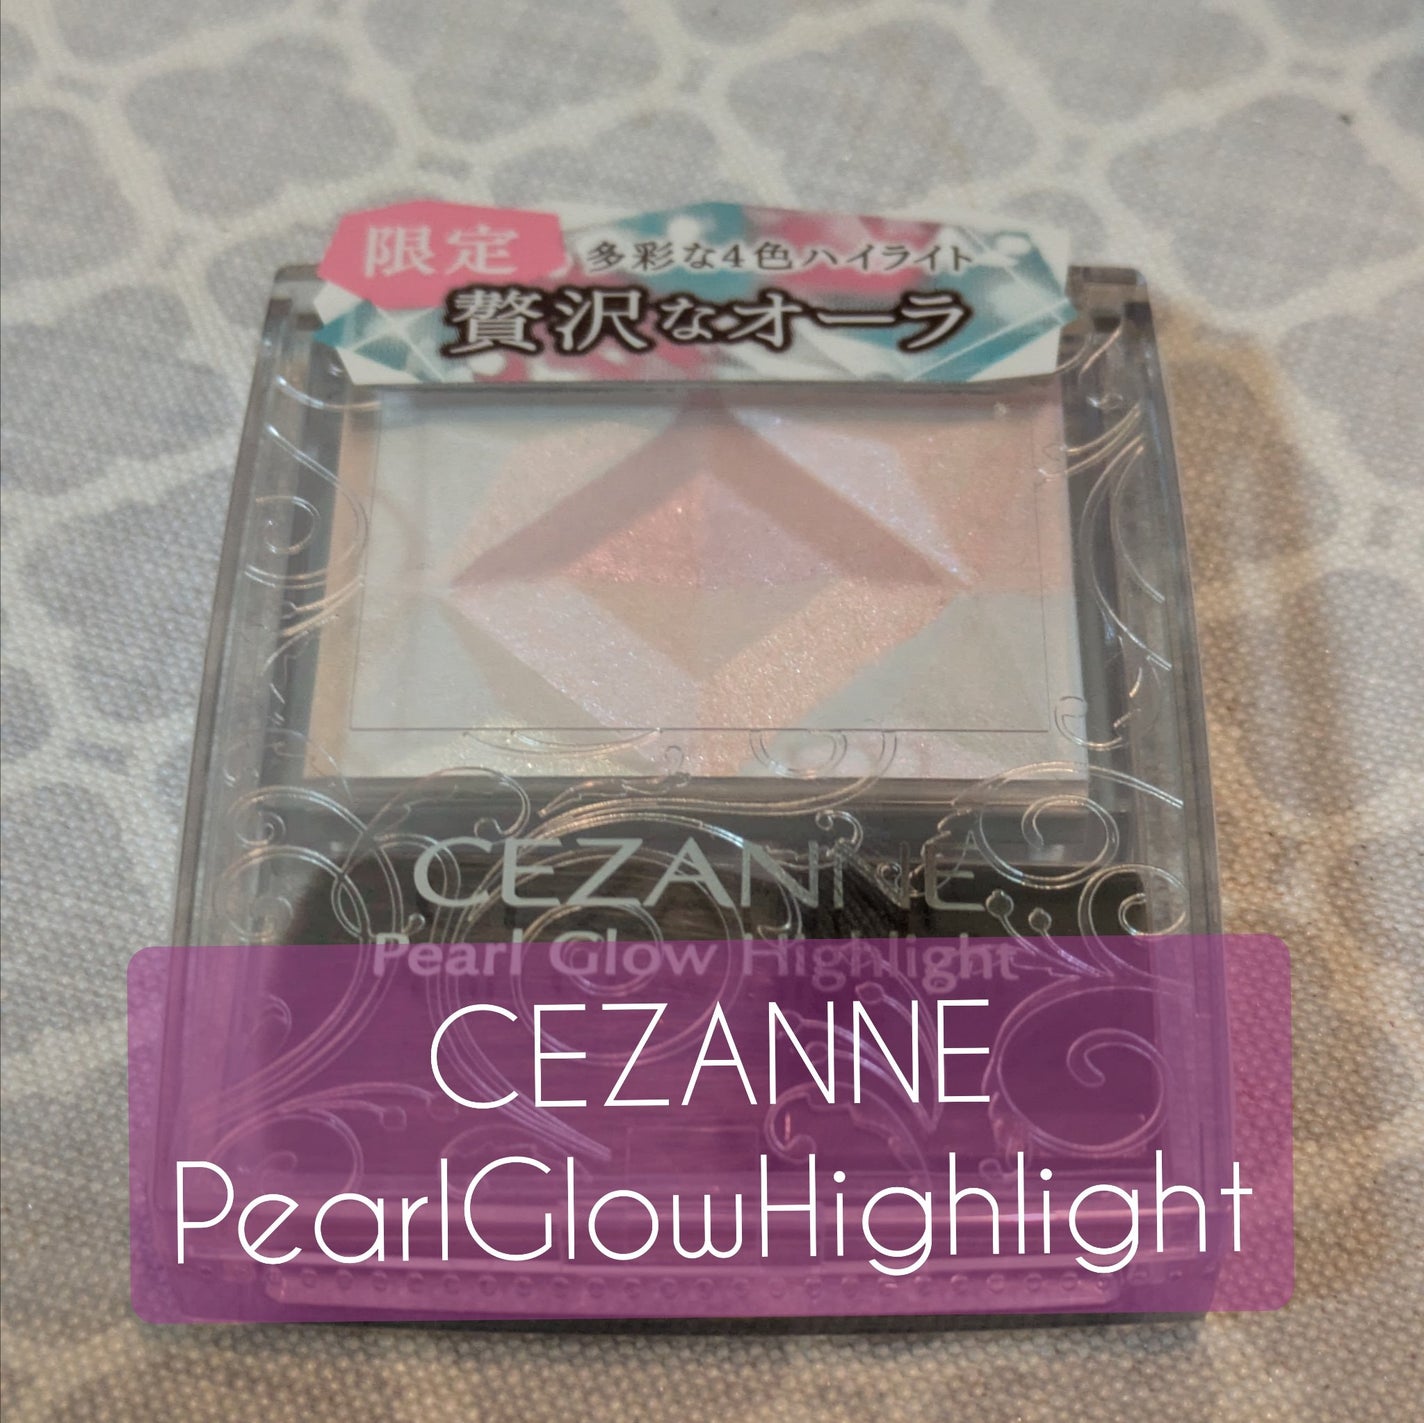 限定
多彩な4色ハイライト
贅沢なオーラ
CEZANNE
Pearl Glow Highlight
CEZANNE
PearlGlowHighlight